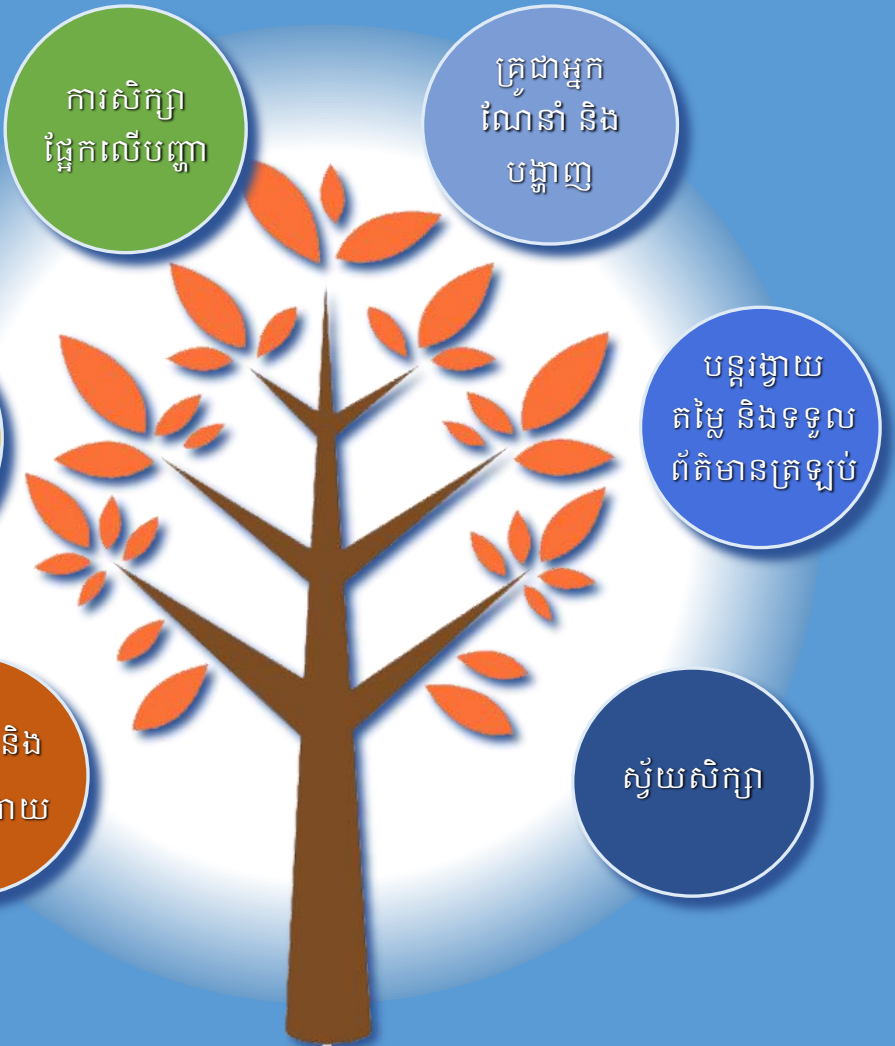 ការសិក្សា
ផ្អែកលើបញ្ហា
គ្រូជាអ្នក
ណែនាំ និង
បង្ហាញ
បន្តរង្វាយ
តម្លៃ និងទទួល
ព័ត៌មានត្រឡប់
និង
ស្វ័យសិក្សា